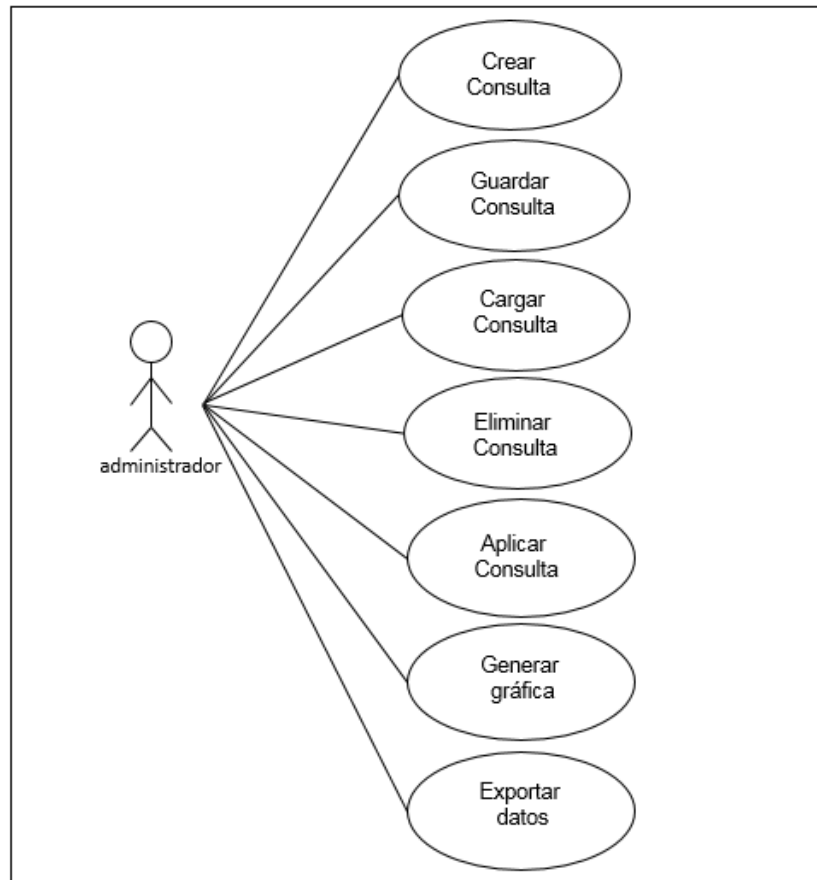 Crear
Consulta
Guardar
Consulta
Cargar
Consulta
Eliminar
Consulta
administrador
Aplicar
Consulta
Generar
gráfica
Exportar
datos